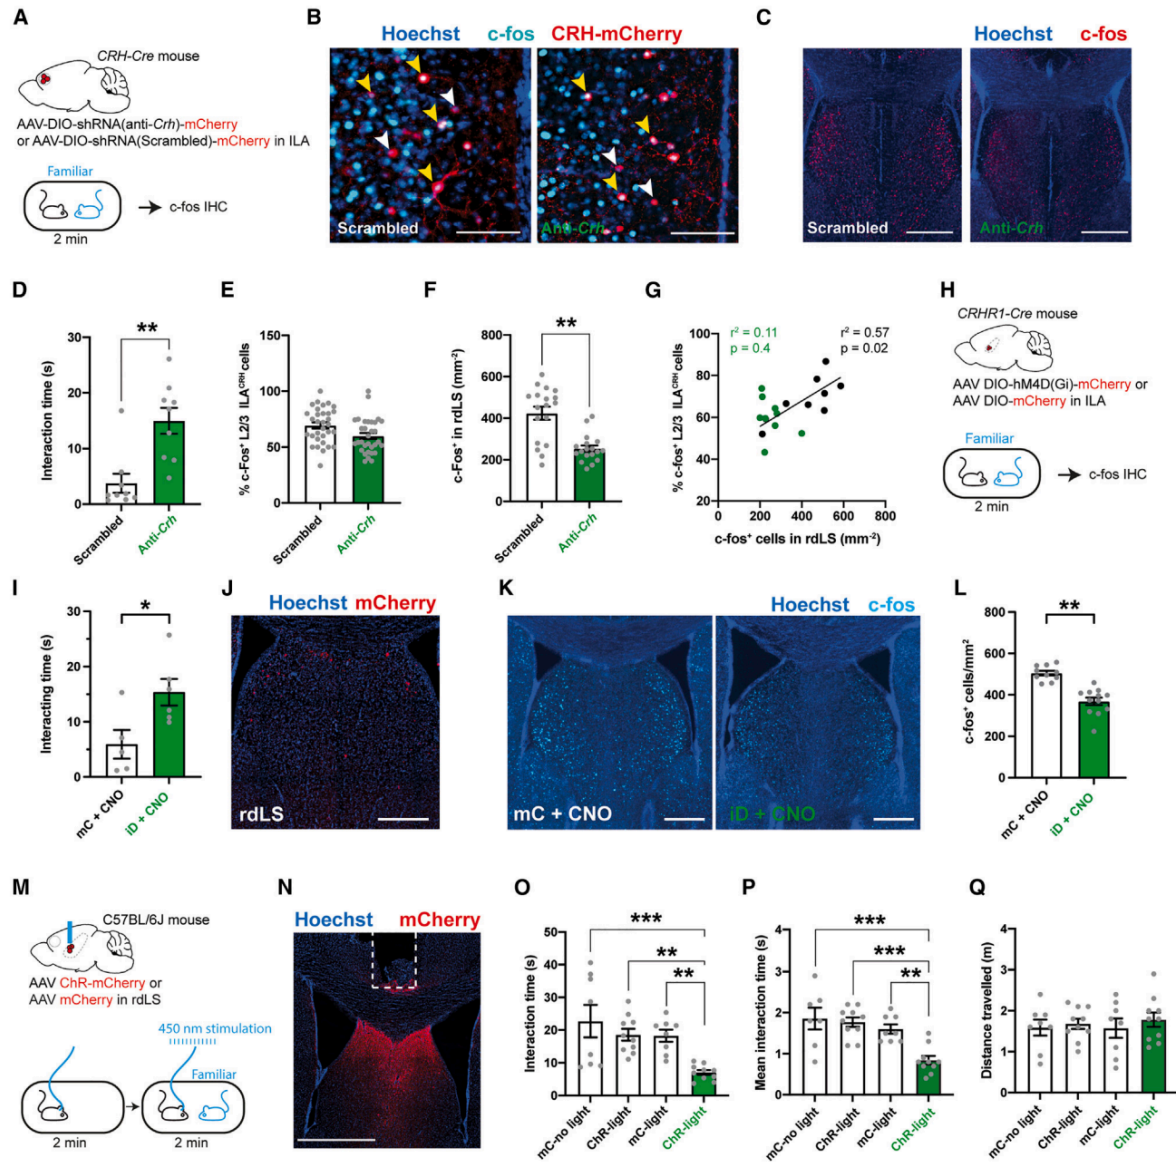 A
CRH-Cre mouse
AAV-DIO-shRNA(anti-Crh)-mCherry
or AAV-DIO-shRNA(Scrambled)-mCherry in ILA
Familiar
c-fos IHC
2 min
B
Hoechst c-fos CRH-mCherry
Scrambled
Anti-Crh
C
Hoechst c-fos
Scrambled
Anti-Crh
D
**
Interaction time (s)
30
20
10
0
Scrambled
Anti-Crh
E
% c-Fos+ L2/3 ILACRH cells
150
100
50
0
Scrambled
Anti-Crh
F
**
c-Fos+ in rdLS (mm-2)
800
600
400
200
0
Scrambled
Anti-Crh
G
r2 = 0.11
p = 0.4
r2 = 0.57
p = 0.02
% c-fos+ L2/3 ILACRH cells
100
80
60
40
20
0 200 400 600 800
c-fos+ cells in rdLS (mm-2)
H
CRHR1-Cre mouse
AAV DIO-hM4D(Gi)-mCherry or
AAV DIO-mCherry in ILA
Familiar
c-fos IHC
2 min
I
*
Interacting time (s)
30
20
10
0
mC + CNO
iD + CNO
J
Hoechst mCherry
rdLS
K
Hoechst c-fos
mC + CNO
iD + CNO
L
**
c-fos+ cells/mm2
800
600
400
200
0
mC + CNO
iD + CNO
M
C57BL/6J mouse
AAV ChR-mCherry or
AAV mCherry in rdLS
450 nm stimulation
Familiar
2 min
2 min
N
Hoechst mCherry
O
***
**
**
Interaction time (s)
50
40
30
20
10
0
mC-no light
ChR-light
mC-light
ChR-light
P
***
***
**
Mean interaction time (s)
4
3
2
1
0
mC-no light
ChR-light
mC-light
ChR-light
Q
Distance travelled (m)
4
3
2
1
0
mC-no light
ChR-light
mC-light
ChR-light